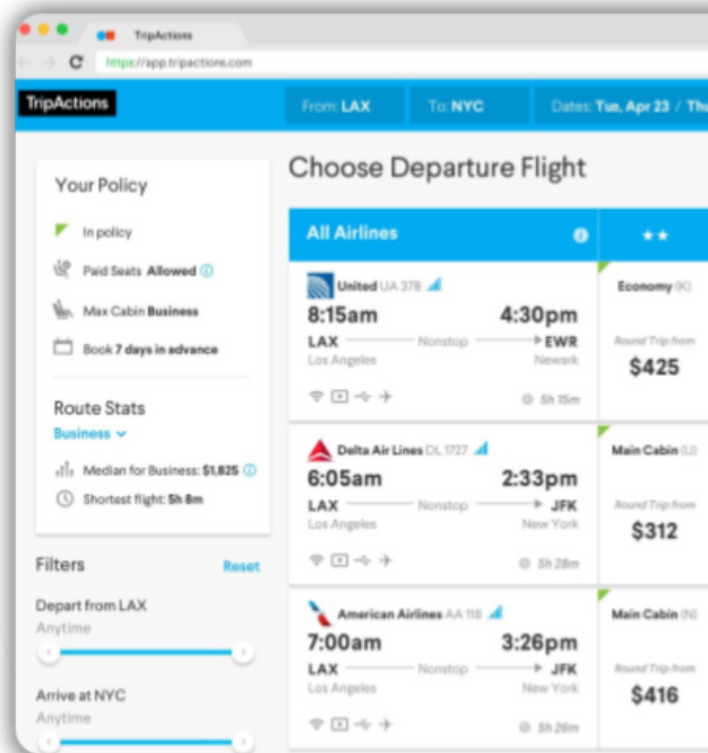 TripActions
https://app.tripactions.com
TripActions
From: LAX
To: NYC
Dates: Tue, Apr 23 / Thu
Your Policy
In policy
Paid Seats Allowed
Max Cabin Business
Book 7 days in advance
Route Stats
Business
Median for Business: $1,825
Shortest flight: 5h 8m
Filters
Reset
Depart from LAX
Anytime
Arrive at NYC
Anytime
Choose Departure Flight
All Airlines
United UA 378
8:15am 4:30pm
LAX Nonstop EWR
Los Angeles Newark
5h 15m
Economy (K)
Round Trip from
$425
Delta Air Lines DL 1727
6:05am 2:33pm
LAX Nonstop JFK
Los Angeles New York
5h 28m
Main Cabin (U)
Round Trip from
$312
American Airlines AA 118
7:00am 3:26pm
LAX Nonstop JFK
Los Angeles New York
5h 26m
Main Cabin (N)
Round Trip from
$416